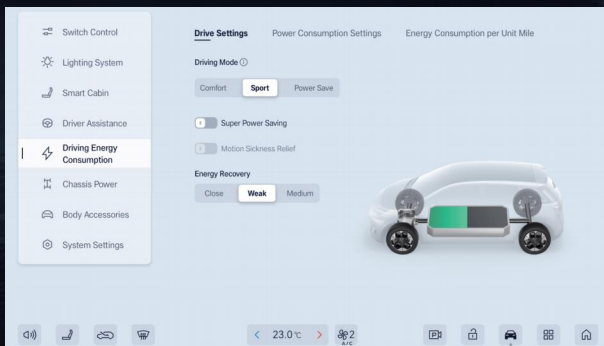 Switch Control
Lighting System
Smart Cabin
Driver Assistance
Driving Energy
Consumption
Chassis Power
Body Accessories
System Settings
Drive Settings Power Consumption Settings Energy Consumption per Unit Mile
Driving Mode
Comfort Sport Power Save
Super Power Saving
Motion Sickness Relief
Energy Recovery
Close Weak Medium
< 23.0℃ > 2
A/C
P